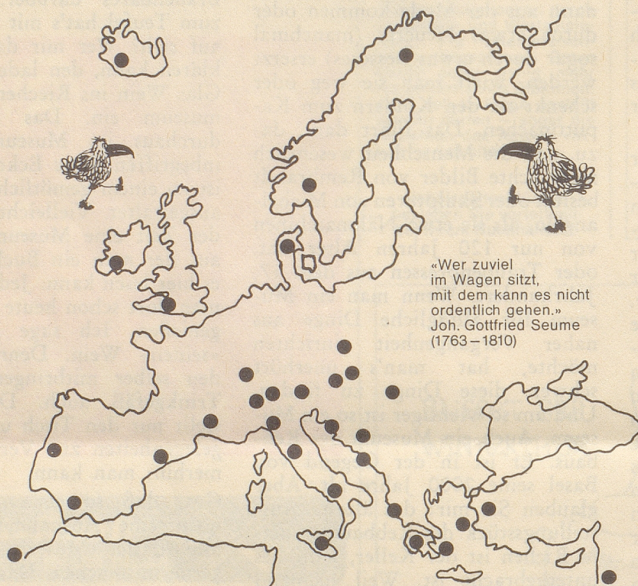 «Wer zuviel
im Wagen sitzt,
mit dem kann es nicht
ordentlich gehen.»
Joh. Gottfried Seume
(1763–1810)